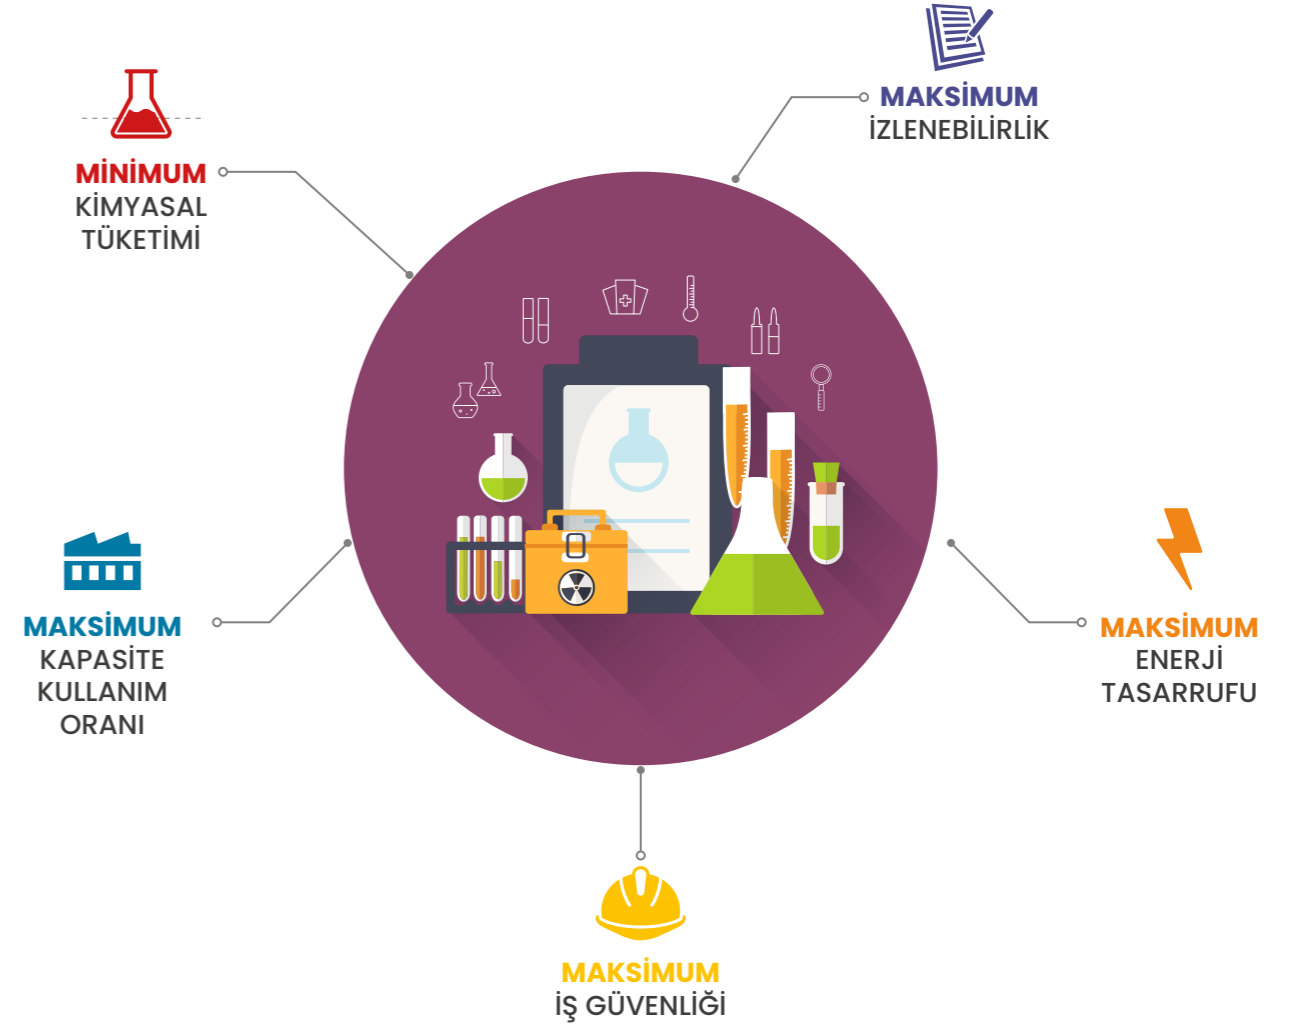 MAKSİMUM
İZLENEBİLİRLİK
MİNİMUM
KİMYASAL
TÜKETİMİ
MAKSİMUM
KAPASİTE
KULLANIM
ORANI
MAKSİMUM
ENERJİ
TASARRUFU
MAKSİMUM
İŞ GÜVENLİĞİ